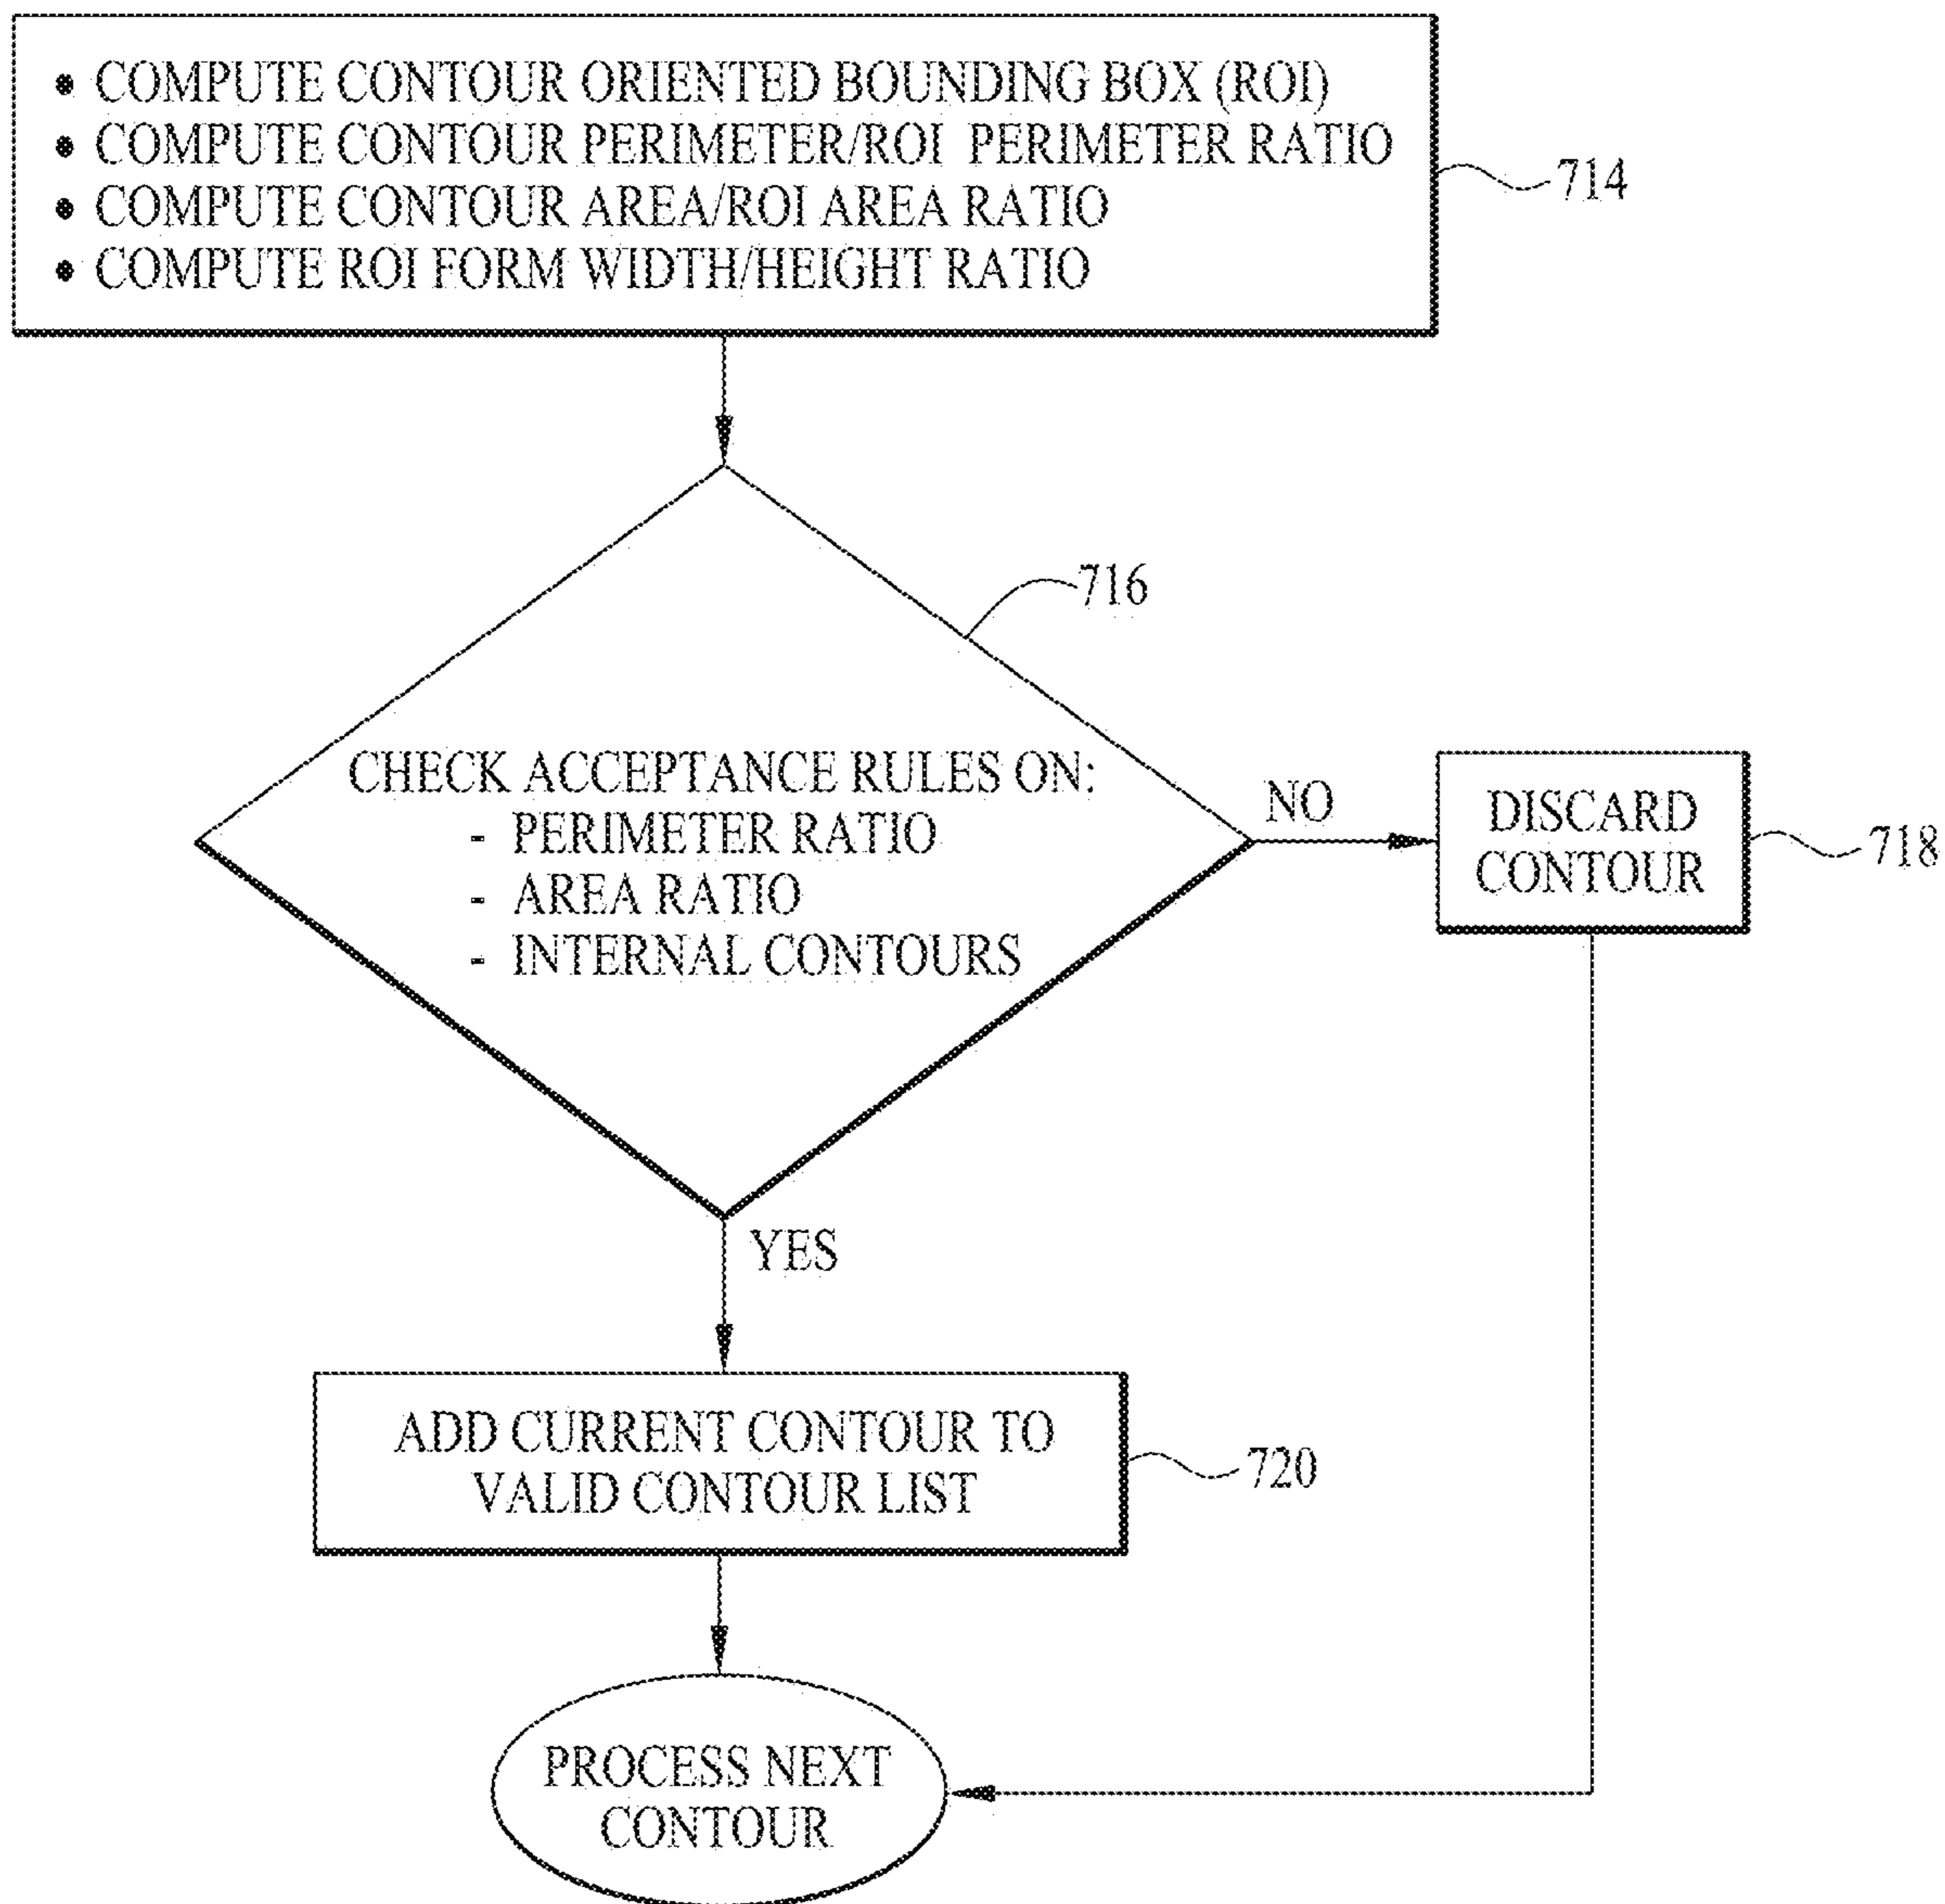 • COMPUTE CONTOUR ORIENTED BOUNDING BOX (ROI)
• COMPUTE CONTOUR PERIMETER/ROI PERIMETER RATIO
• COMPUTE CONTOUR AREA/ROI AREA RATIO
• COMPUTE ROI FORM WIDTH/HEIGHT RATIO
714
716
CHECK ACCEPTANCE RULES ON:
- PERIMETER RATIO
- AREA RATIO
- INTERNAL CONTOURS
NO
DISCARD
CONTOUR
718
YES
ADD CURRENT CONTOUR TO
VALID CONTOUR LIST
720
PROCESS NEXT
CONTOUR